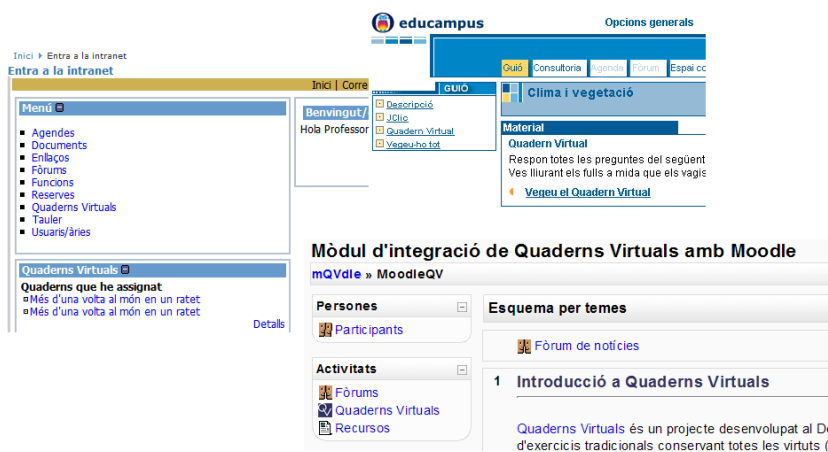 Inici › Entra a la intranet
Entra a la intranet
Inici | Corre
Menú
Agendes
Documents
Enllaços
Fòrums
Funcions
Reserves
Quaderns Virtuals
Tauler
Usuaris/àries
Benvingut/
Hola Professor
Quaderns Virtuals
Quaderns que he assignat
Més d'una volta al món en un ratet
Més d'una volta al món en un ratet
Detalls
educampus
Opcions generals
Guió Consultoria Agenda Fòrum Espai co
GUIÓ
Descripció
JClic
Quadern Virtual
Vegeu-ho tot
Clima i vegetació
Material
Quadern Virtual
Respon totes les preguntes del següent
Ves lliurant els fulls a mida que els vagis
Vegeu el Quadern Virtual
Mòdul d'integració de Quaderns Virtuals amb Moodle
mQVdle » MoodleQV
Persones
Participants
Activitats
Fòrums
Quaderns Virtuals
Recursos
Esquema per temes
Fòrum de notícies
1 Introducció a Quaderns Virtuals
Quaderns Virtuals és un projecte desenvolupat al De
d'exercicis tradicionals conservant totes les virtuts (